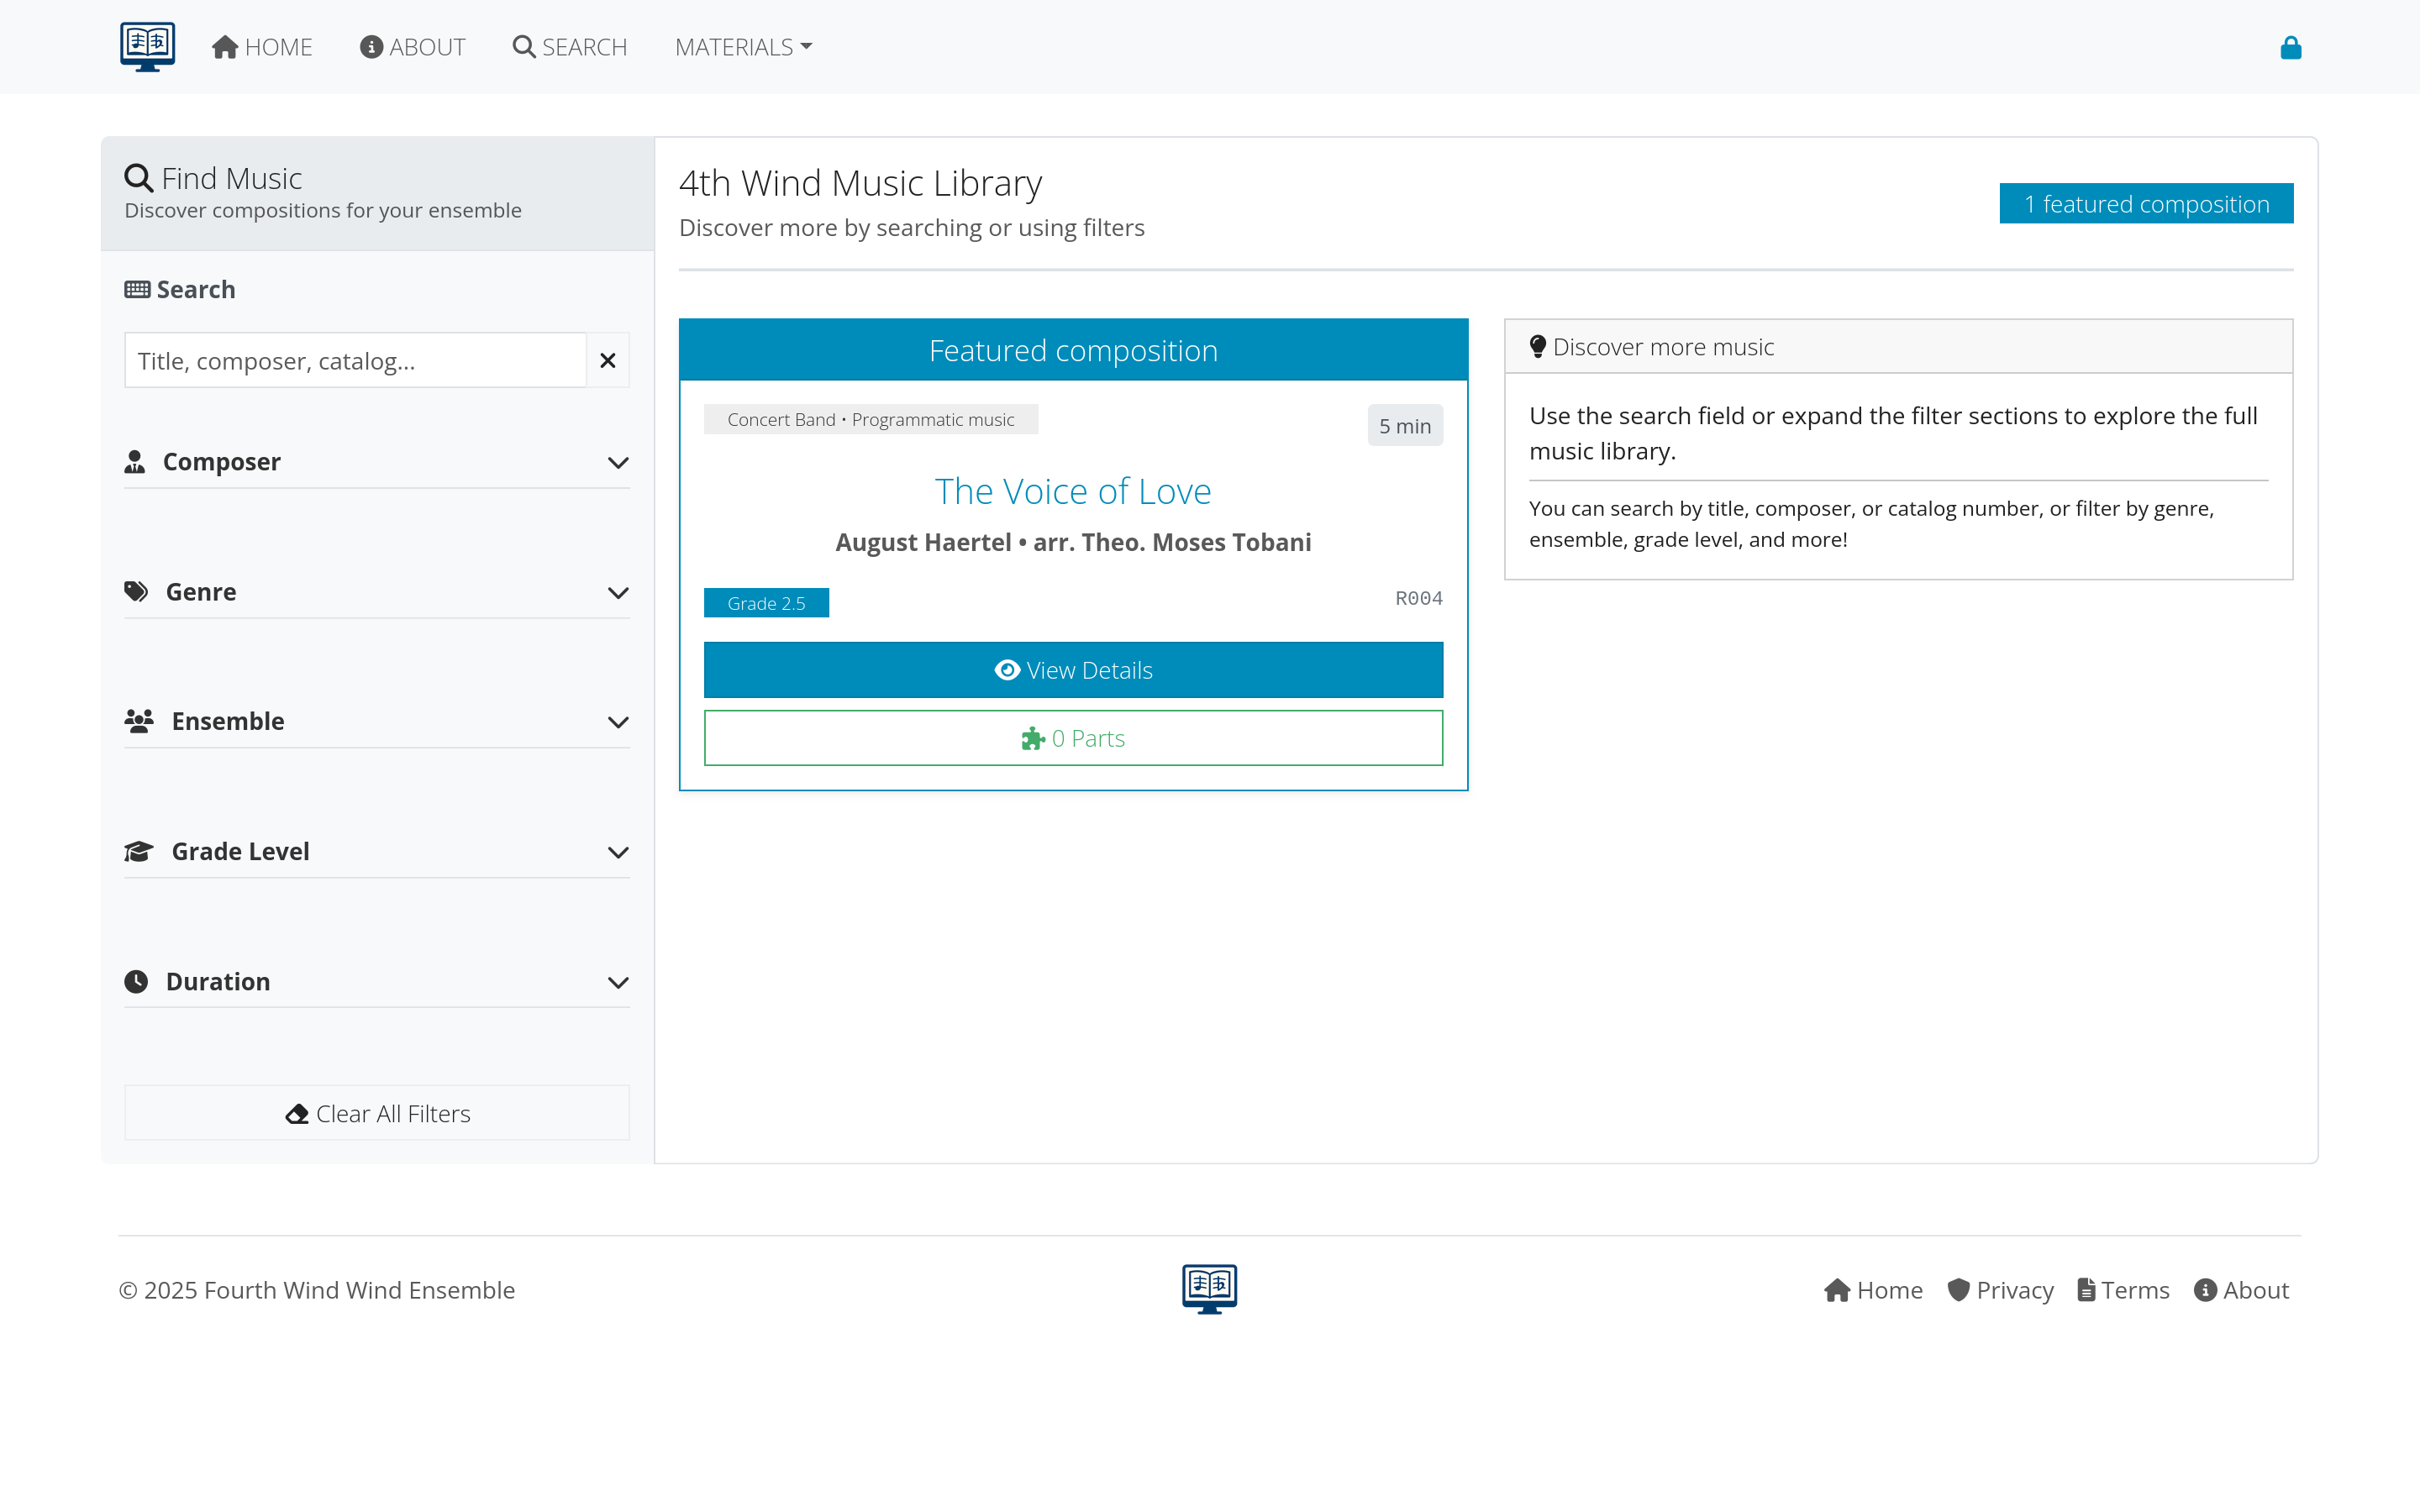 HOME ABOUT SEARCH MATERIALS
Find Music
Discover compositions for your ensemble
Search
Title, composer, catalog...
Composer
Genre
Ensemble
Grade Level
Duration
Clear All Filters
4th Wind Music Library
Discover more by searching or using filters
1 featured composition
Featured composition
Concert Band • Programmatic music
5 min
The Voice of Love
August Haertel • arr. Theo. Moses Tobani
Grade 2.5
R004
View Details
0 Parts
Discover more music
Use the search field or expand the filter sections to explore the full
music library.
You can search by title, composer, or catalog number, or filter by genre,
ensemble, grade level, and more!
© 2025 Fourth Wind Wind Ensemble
Home Privacy Terms About